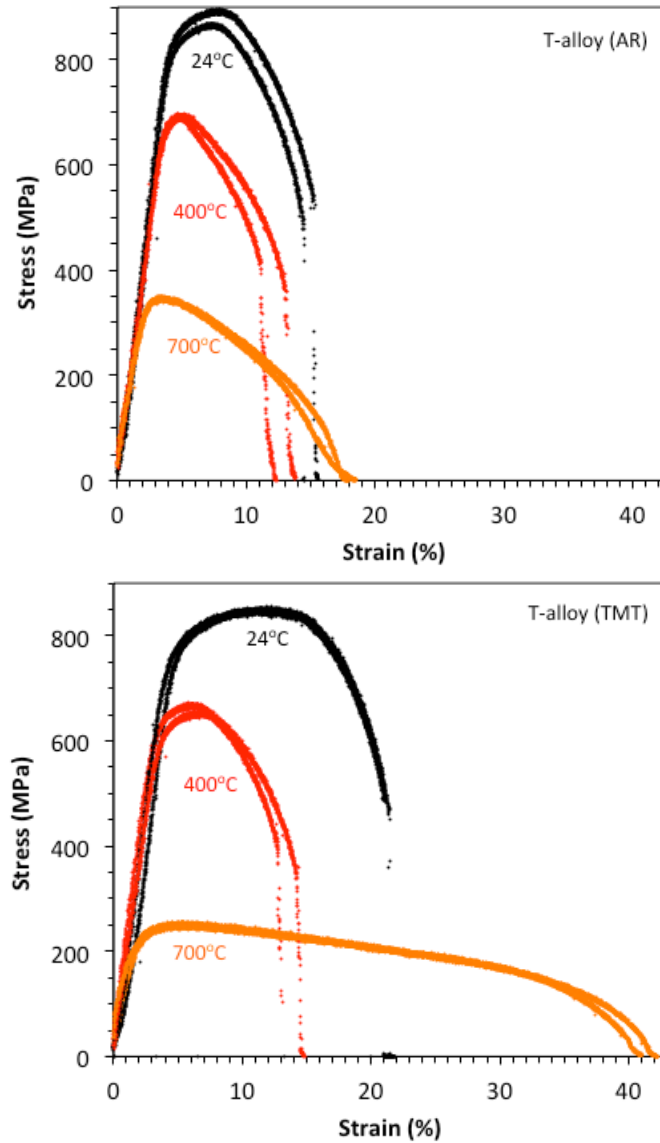 T-alloy (AR)
800
24°C
600
400°C
400
700°C
200
0
0 10 20 30 40
Stress (MPa)
Strain (%)
T-alloy (TMT)
800
24°C
600
400°C
400
200
700°C
0
0 10 20 30 40
Stress (MPa)
Strain (%)